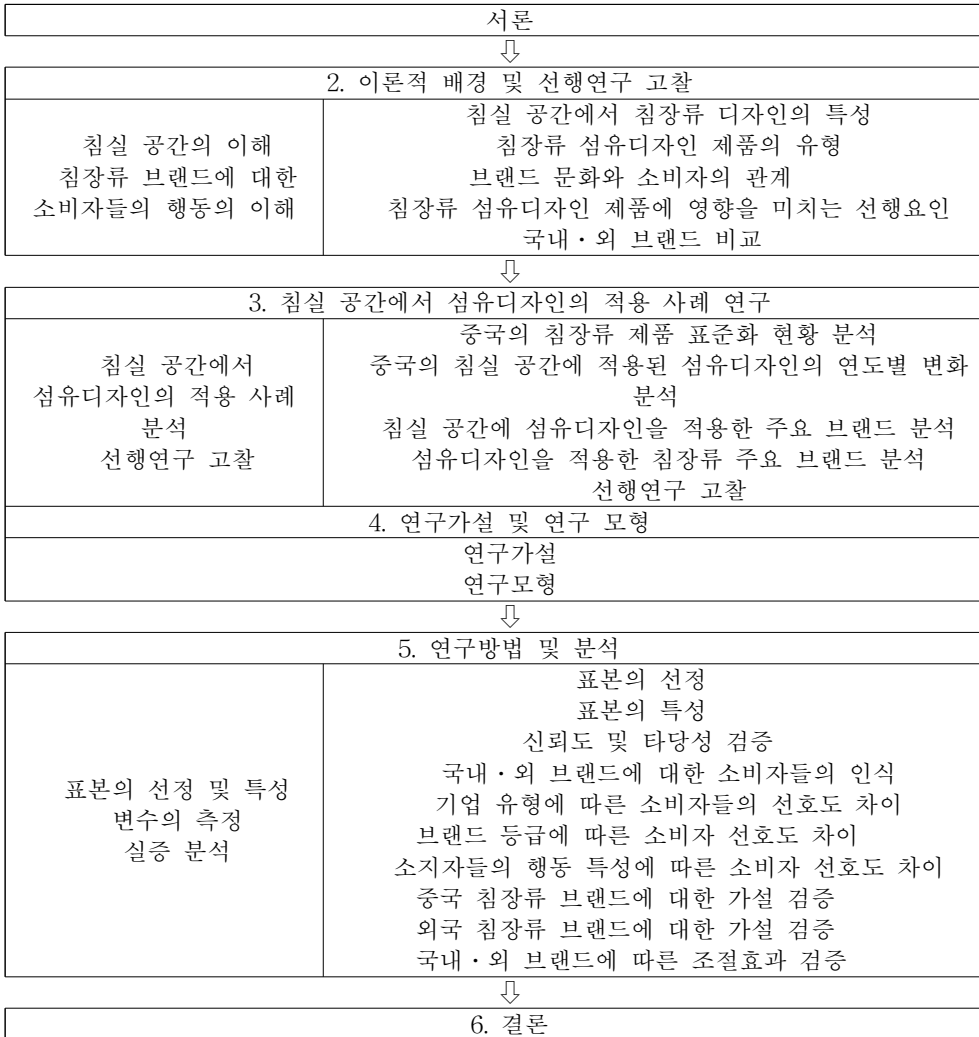 서론
⇩
2. 이론적 배경 및 선행연구 고찰
침실 공간의 이해
침장류 브랜드에 대한
소비자들의 행동의 이해
침실 공간에서 침장류 디자인의 특성
침장류 섬유디자인 제품의 유형
브랜드 문화와 소비자의 관계
침장류 섬유디자인 제품에 영향을 미치는 선행요인
국내·외 브랜드 비교
⇩
3. 침실 공간에서 섬유디자인의 적용 사례 연구
침실 공간에서
섬유디자인의 적용 사례
분석
선행연구 고찰
중국의 침장류 제품 표준화 현황 분석
중국의 침실 공간에 적용된 섬유디자인의 연도별 변화
분석
침실 공간에 섬유디자인을 적용한 주요 브랜드 분석
섬유디자인을 적용한 침장류 주요 브랜드 분석
선행연구 고찰
4. 연구가설 및 연구 모형
연구가설
연구모형
⇩
5. 연구방법 및 분석
표본의 선정 및 특성
변수의 측정
실증 분석
표본의 선정
표본의 특성
신뢰도 및 타당성 검증
국내·외 브랜드에 대한 소비자들의 인식
기업 유형에 따른 소비자들의 선호도 차이
브랜드 등급에 따른 소비자 선호도 차이
소지자들의 행동 특성에 따른 소비자 선호도 차이
중국 침장류 브랜드에 대한 가설 검증
외국 침장류 브랜드에 대한 가설 검증
국내·외 브랜드에 따른 조절효과 검증
⇩
6. 결론